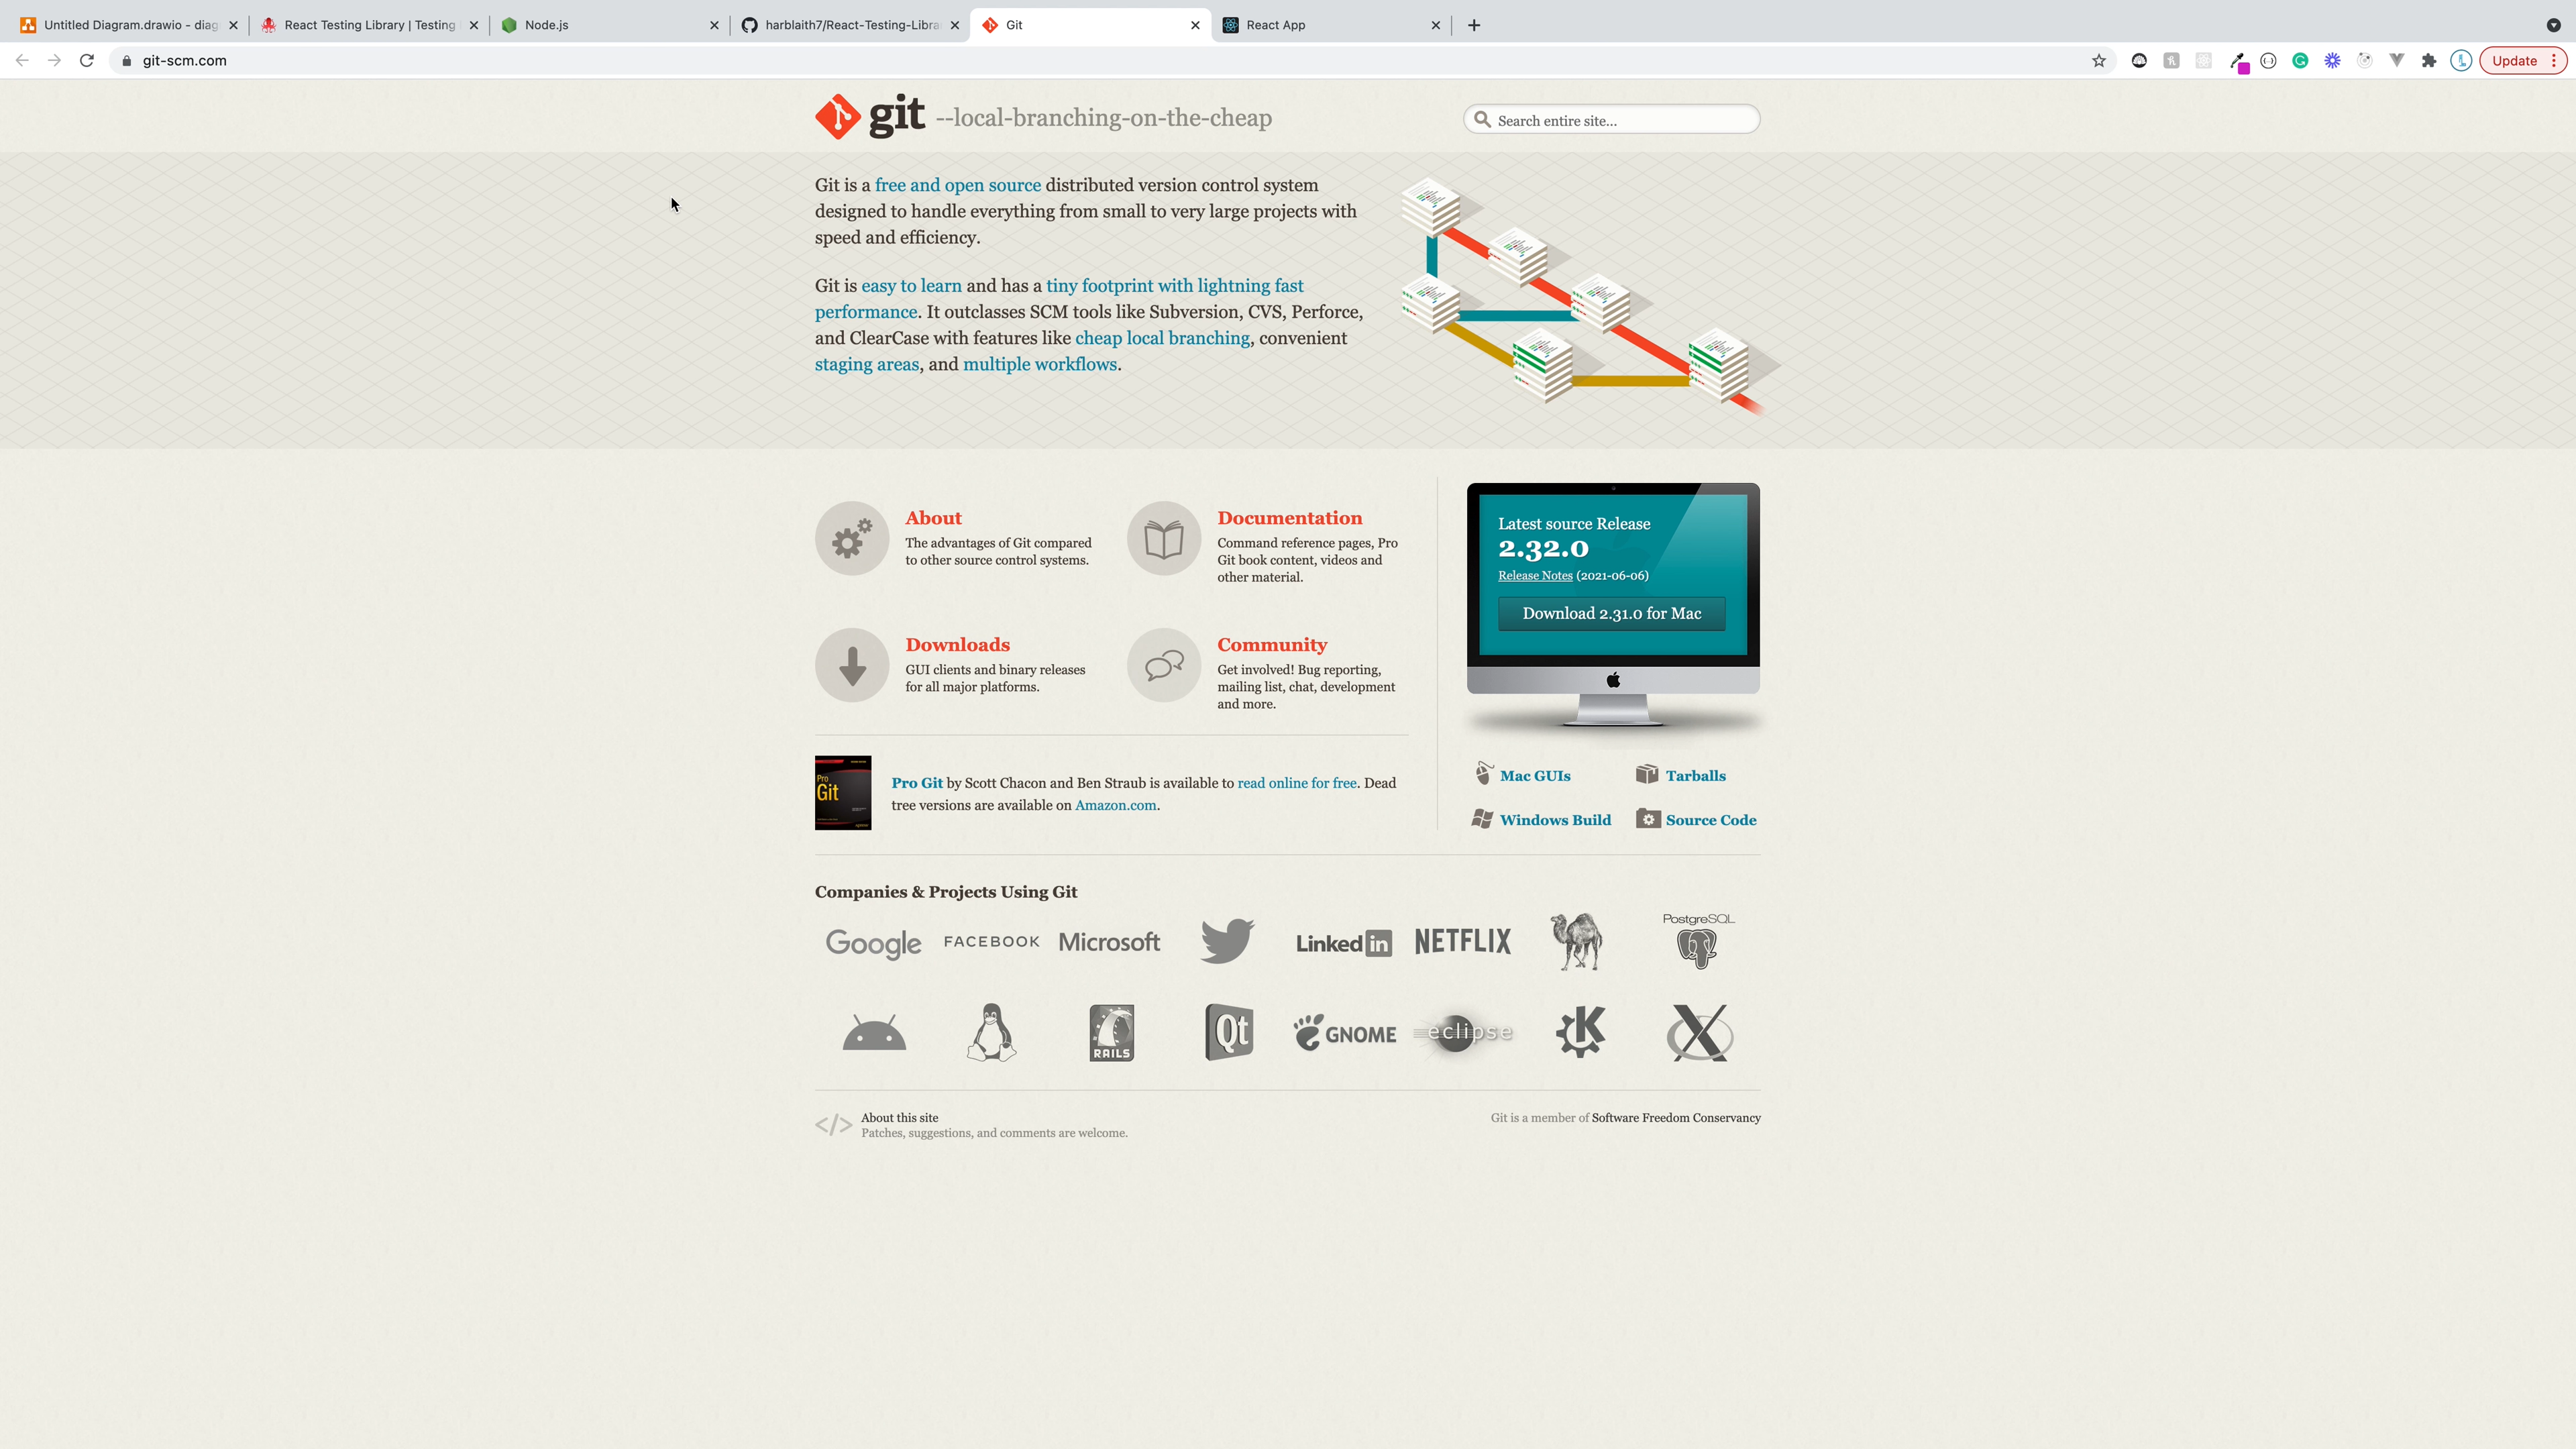 Untitled Diagram.drawio - diag
React Testing Library | Testing
Node.js
harblaith7/React-Testing-Libra
Git
React App
git-scm.com
Update
git --local-branching-on-the-cheap
Search entire site...
Git is a free and open source distributed version control system
designed to handle everything from small to very large projects with
speed and efficiency.
Git is easy to learn and has a tiny footprint with lightning fast
performance. It outclasses SCM tools like Subversion, CVS, Perforce,
and ClearCase with features like cheap local branching, convenient
staging areas, and multiple workflows.
About
The advantages of Git compared
to other source control systems.
Documentation
Command reference pages, Pro
Git book content, videos and
other material.
Downloads
GUI clients and binary releases
for all major platforms.
Community
Get involved! Bug reporting,
mailing list, chat, development
and more.
Latest source Release
2.32.0
Release Notes (2021-06-06)
Download 2.31.0 for Mac
Mac GUIs
Tarballs
Windows Build
Source Code
Pro
Git
Pro Git by Scott Chacon and Ben Straub is available to read online for free. Dead
tree versions are available on Amazon.com.
Companies & Projects Using Git
Google
FACEBOOK
Microsoft
Linked in
NETFLIX
PostgreSQL
RAILS
Qt
GNOME
eclipse
K
X
</> About this site
Patches, suggestions, and comments are welcome.
Git is a member of Software Freedom Conservancy